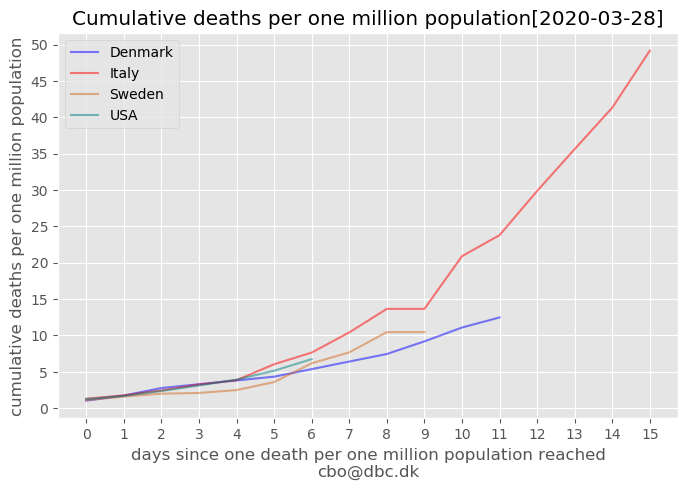 Cumulative deaths per one million population[2020-03-28]
cumulative deaths per one million population
50
45
40
35
30
25
20
15
10
5
0
Denmark
Italy
Sweden
USA
0 1 2 3 4 5 6 7 8 9 10 11 12 13 14 15
days since one death per one million population reached
cbo@dbc.dk